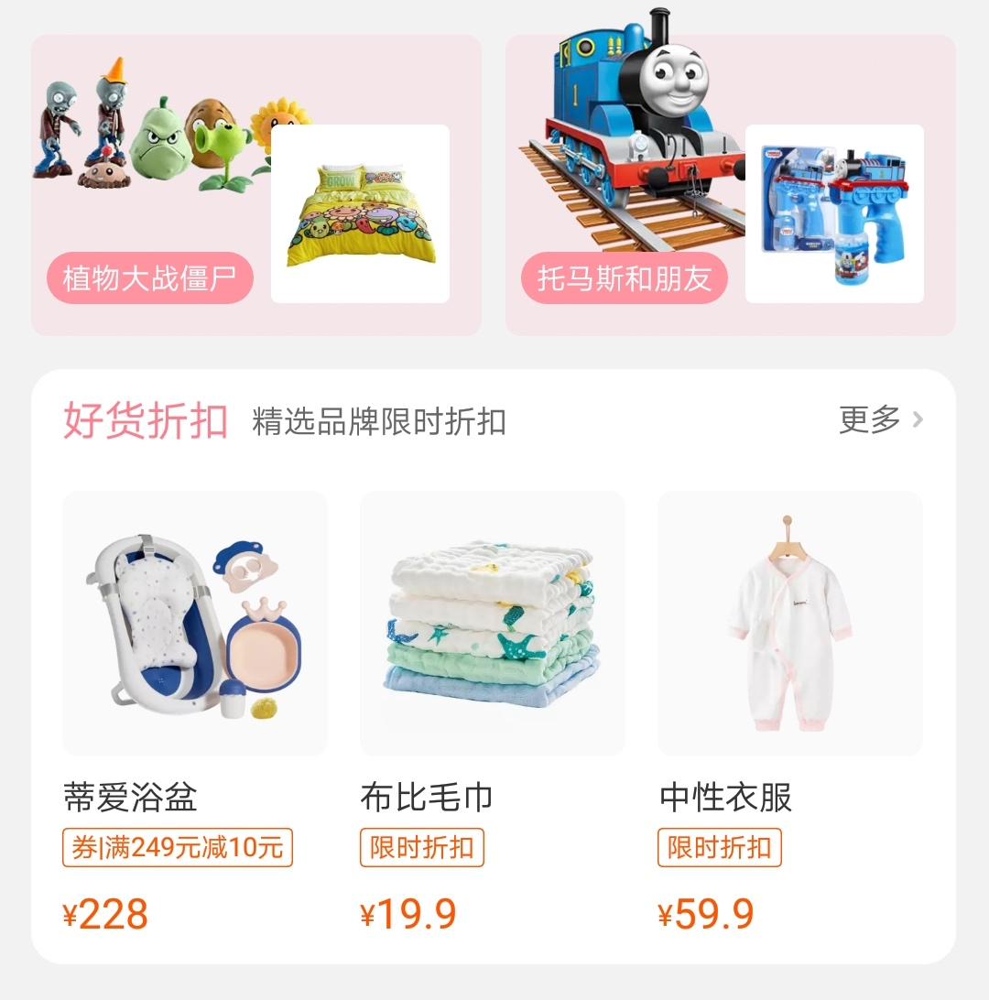 GROW
1
植物大战僵尸
托马斯和朋友
好货折扣 精选品牌限时折扣 更多
蒂爱浴盆 布比毛巾 中性衣服
券|满249元减10元 限时折扣 限时折扣
¥228 ¥19.9 ¥59.9